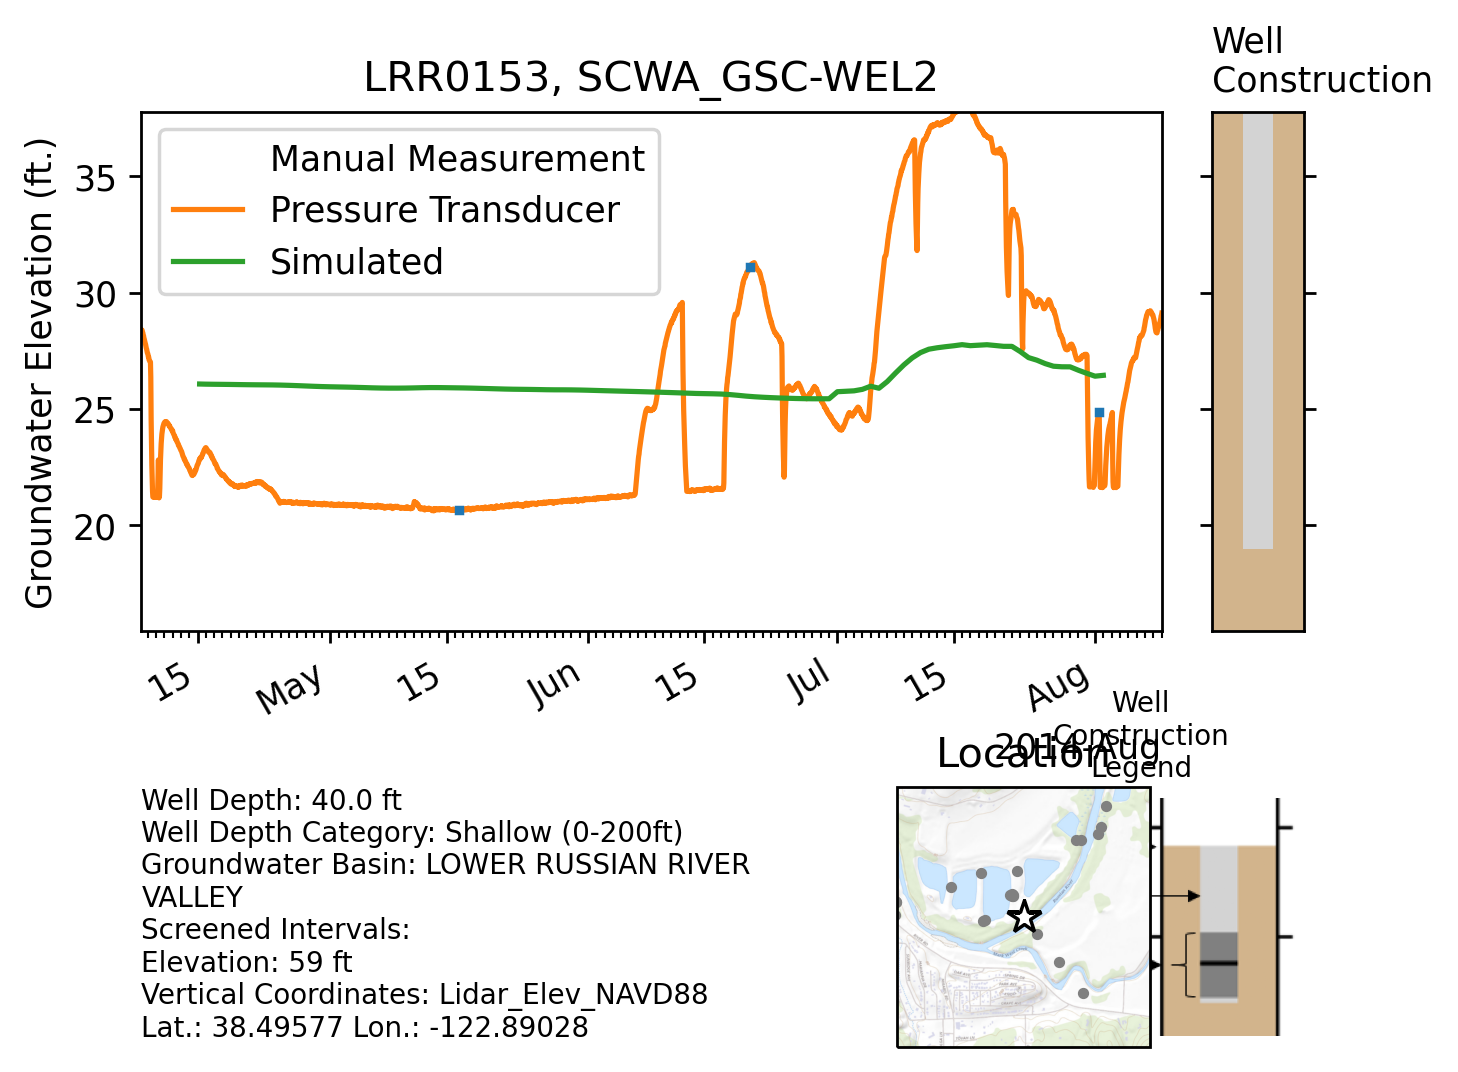 Well
Construction
LRR0153, SCWA_GSC-WEL2
Groundwater Elevation (ft.)
35
30
25
20
Manual Measurement
Pressure Transducer
Simulated
15
May
15
Jun
15
Jul
15
Aug
2014-Aug
Well
Construction
Legend
Location
Well Depth: 40.0 ft
Well Depth Category: Shallow (0-200ft)
Groundwater Basin: LOWER RUSSIAN RIVER
VALLEY
Screened Intervals:
Elevation: 59 ft
Vertical Coordinates: Lidar_Elev_NAVD88
Lat.: 38.49577 Lon.: -122.89028